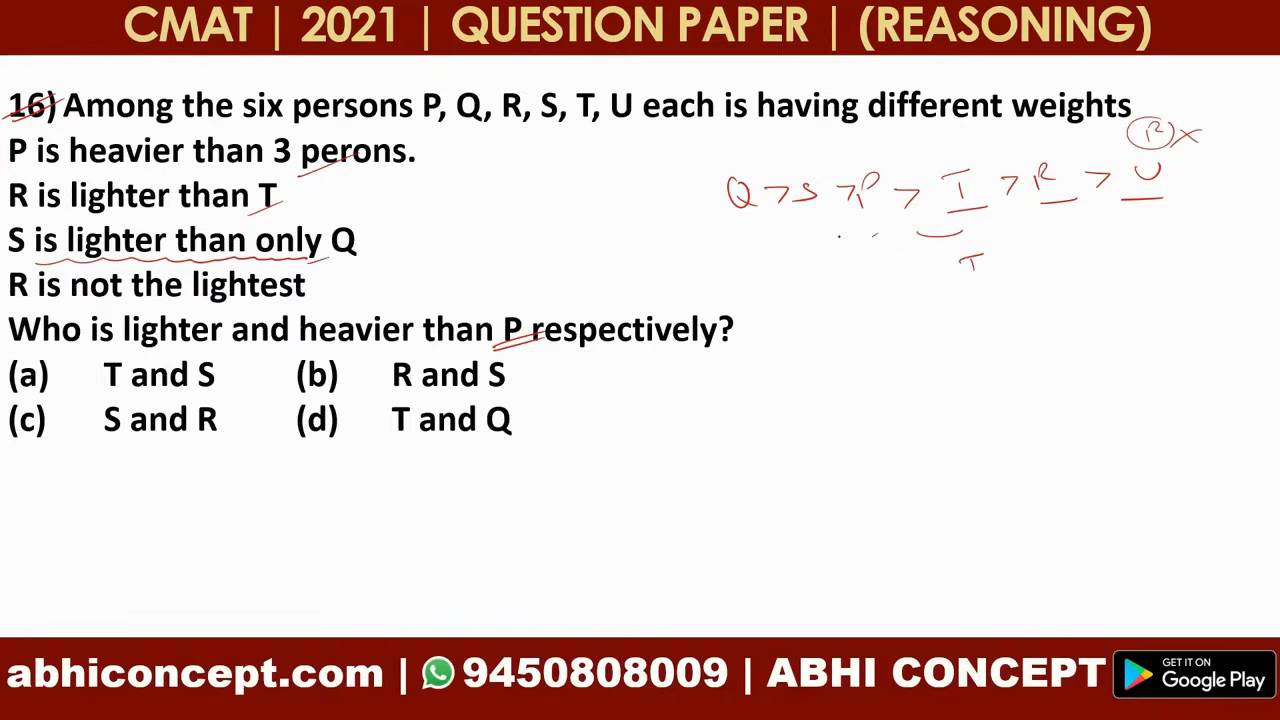 CMAT | 2021 | QUESTION PAPER | (REASONING)
16) Among the six persons P, Q, R, S, T, U each is having different weights
P is heavier than 3 perons.
R is lighter than T
S is lighter than only Q
R is not the lightest
Who is lighter and heavier than P respectively?
(a) T and S (b) R and S
(c) S and R (d) T and Q
R ×
Q > S > P > T > R > U
T
abhiconcept.com | 9450808009 | ABHI CONCEPT
GET IT ON
Google Play